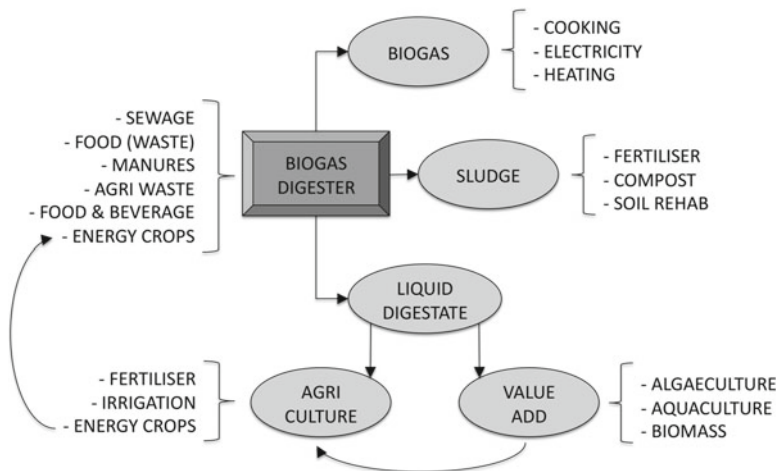 BIOGAS
- COOKING
- ELECTRICITY
- HEATING
- SEWAGE
- FOOD (WASTE)
- MANURES
- AGRI WASTE
- FOOD & BEVERAGE
- ENERGY CROPS
BIOGAS
DIGESTER
SLUDGE
- FERTILISER
- COMPOST
- SOIL REHAB
LIQUID
DIGESTATE
- FERTILISER
- IRRIGATION
- ENERGY CROPS
AGRI
CULTURE
VALUE
ADD
- ALGAECULTURE
- AQUACULTURE
- BIOMASS